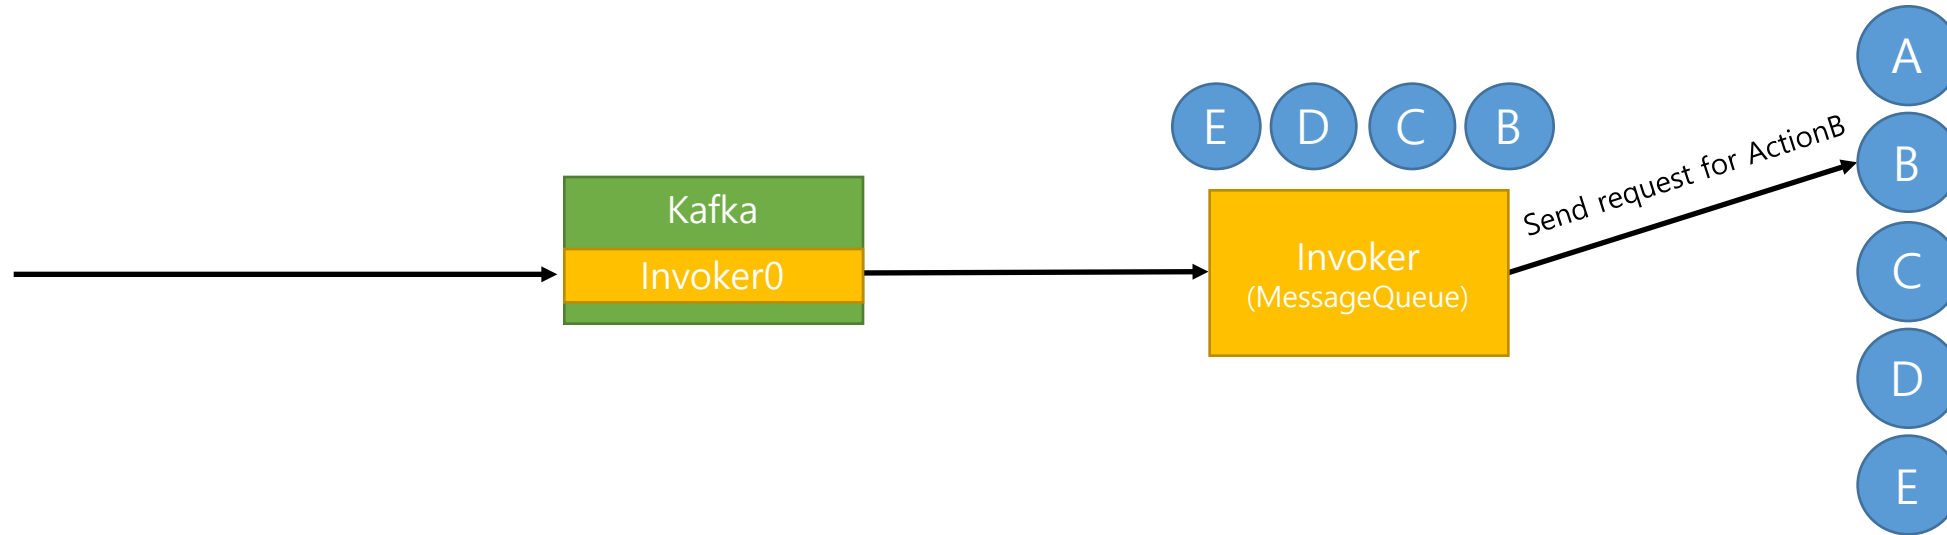 Kafka
Invoker0
E D C B
Invoker
(MessageQueue)
Send request for ActionB
A
B
C
D
E